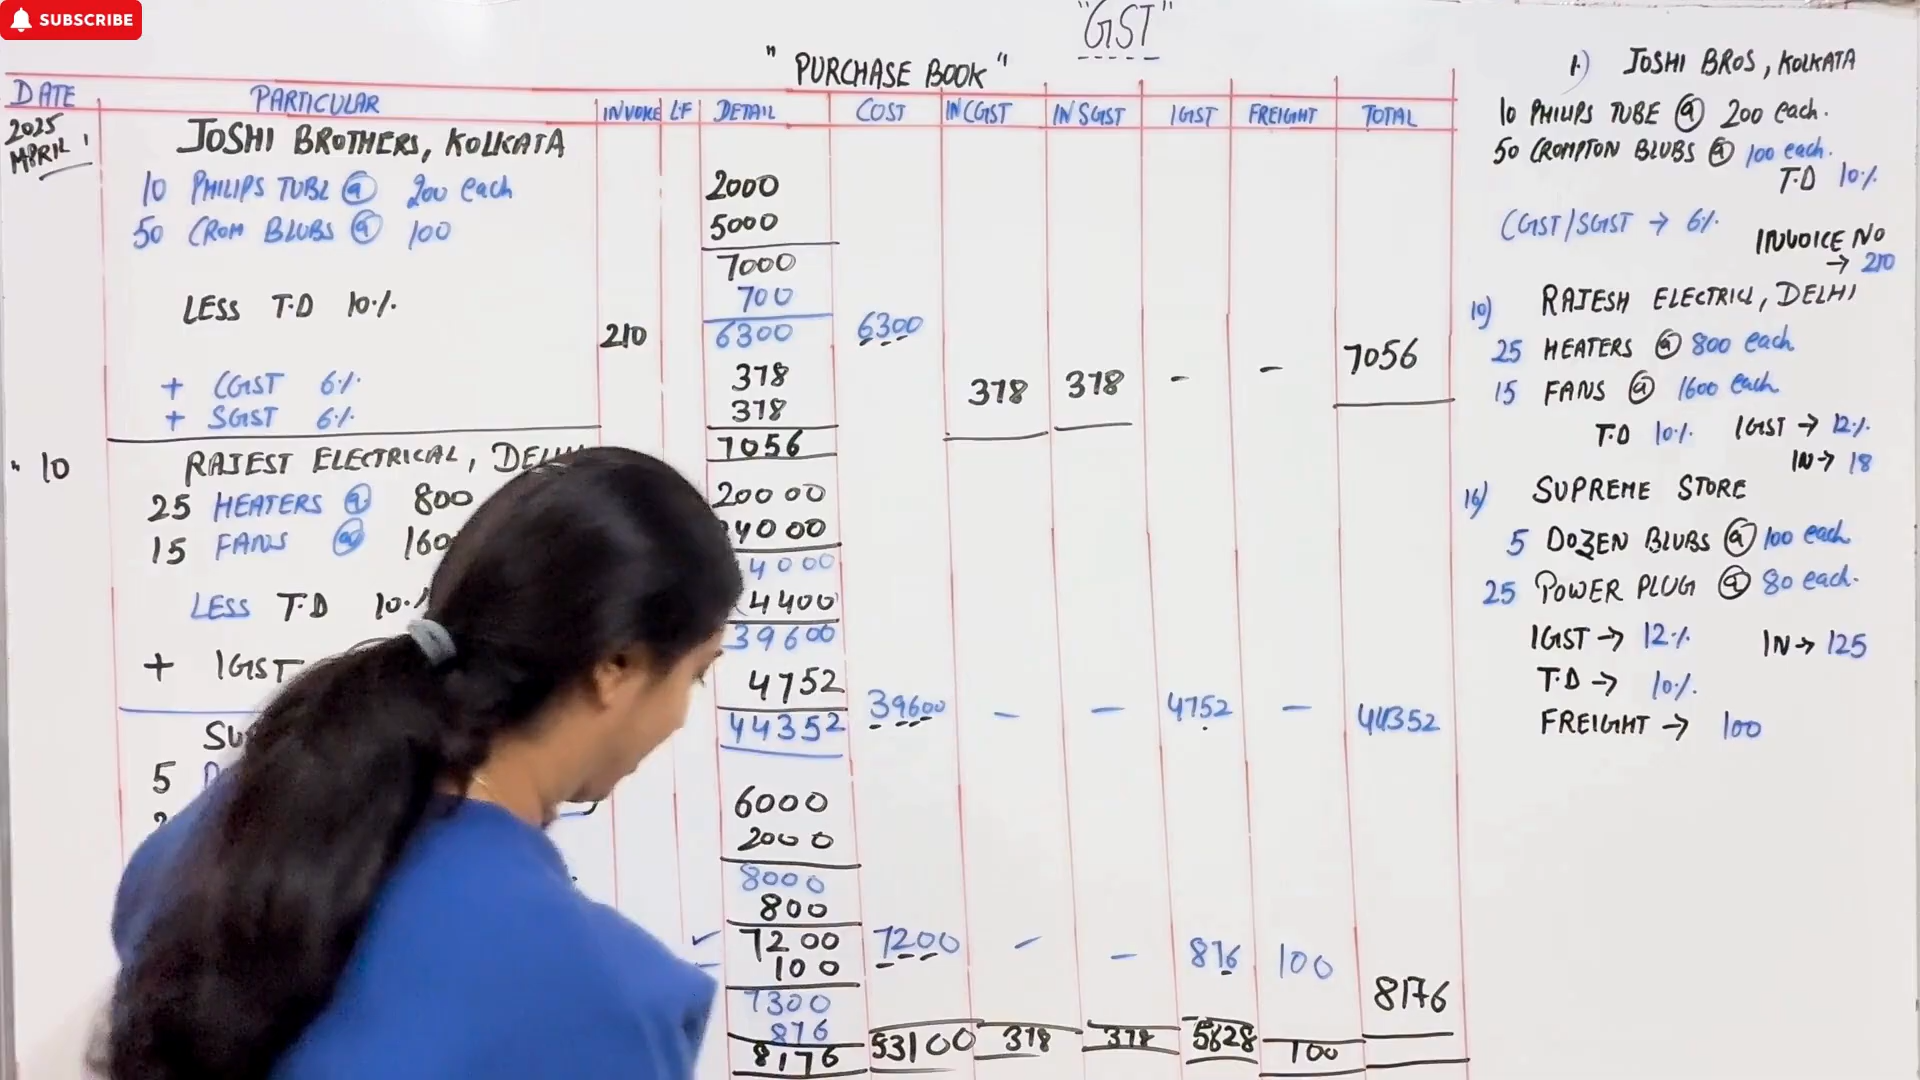 SUBSCRIBE
"GST"
" PURCHASE BOOK "
DATE PARTICULAR INVOICE LF DETAIL COST IN CGST IN SGST IGST FREIGHT TOTAL
2025
APRIL 1 JOSHI BROTHERS, KOLKATA
10 PHILIPS TUBE @ 200 each 2000
50 CROM BLUBS @ 100 5000
7000
LESS T.D 10% 700
210 6300 6300
+ CGST 6% 378 378 378 - - 7056
+ SGST 6% 378
7056
" 10 RAJEST ELECTRICAL,
25 HEATERS @ 800 20000
15 FANS @
LESS T.D 4400
39600
+ IGST 4752
44352 39600 - - 4752 - 44352
5 6000
2000
8000
800
7200 7200 - - 876 100
100
7300 8176
876
8176 53100 378 378 5628 100
1.) JOSHI BROS, KOLKATA
10 PHILIPS TUBE @ 200 each.
50 CROMPTON BLUBS @ 100 each.
T.D 10%
CGST/SGST → 6%
INVOICE NO
→ 210
10) RAJESH ELECTRICL, DELHI
25 HEATERS @ 800 each
15 FANS @ 1600 each
T.D 10% IGST → 12%
IN → 18
16) SUPREME STORE
5 DOZEN BLUBS @ 100 each
25 POWER PLUG @ 80 each.
IGST → 12% IN → 125
T.D → 10%
FREIGHT → 100